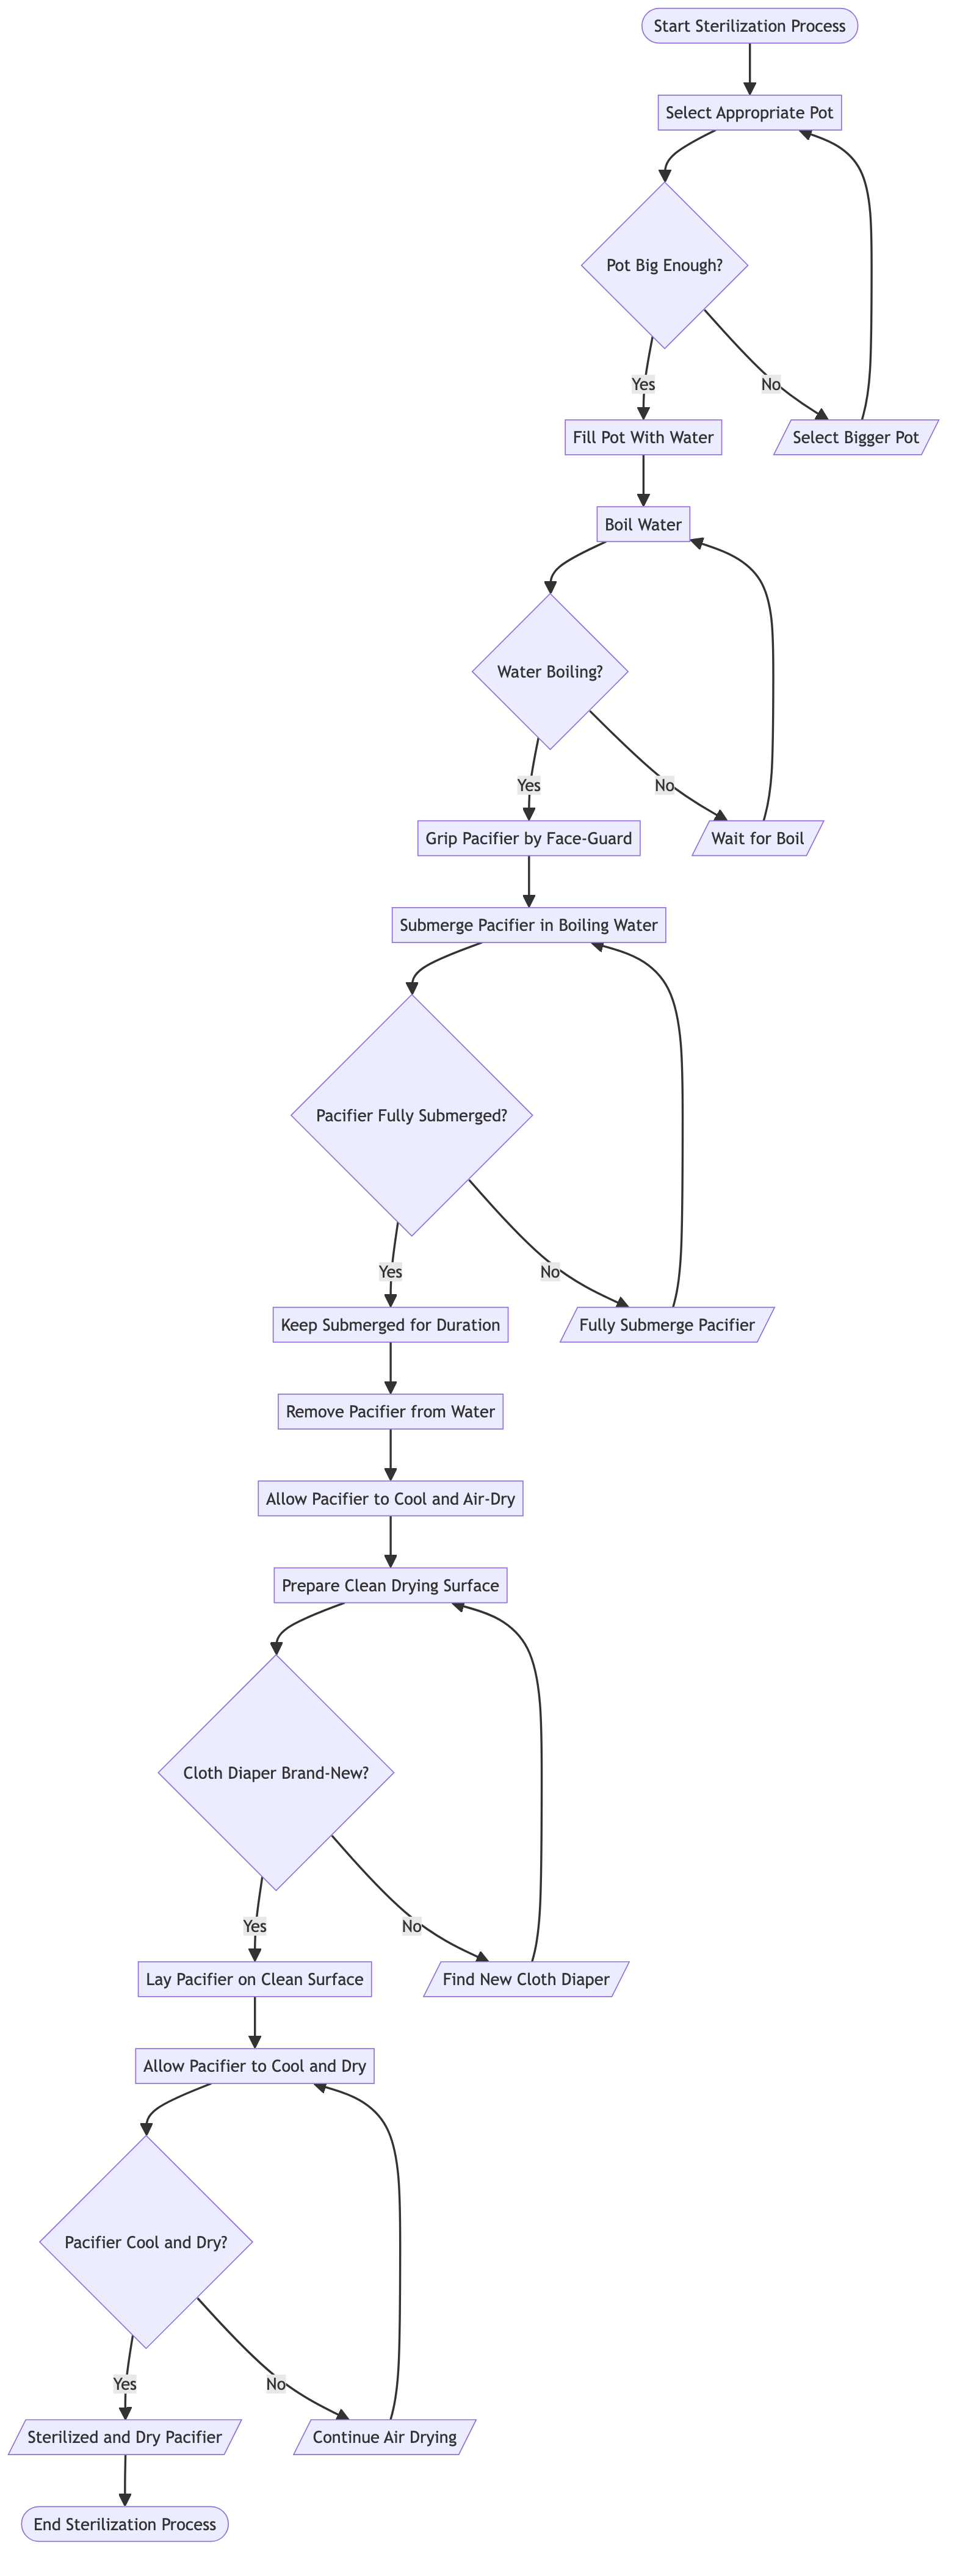 Start Sterilization Process
Select Appropriate Pot
Pot Big Enough?
Yes
No
Fill Pot With Water
Select Bigger Pot
Boil Water
Water Boiling?
Yes
No
Grip Pacifier by Face-Guard
Wait for Boil
Submerge Pacifier in Boiling Water
Pacifier Fully Submerged?
Yes
No
Keep Submerged for Duration
Fully Submerge Pacifier
Remove Pacifier from Water
Allow Pacifier to Cool and Air-Dry
Prepare Clean Drying Surface
Cloth Diaper Brand-New?
Yes
No
Lay Pacifier on Clean Surface
Find New Cloth Diaper
Allow Pacifier to Cool and Dry
Pacifier Cool and Dry?
Yes
No
Sterilized and Dry Pacifier
Continue Air Drying
End Sterilization Process